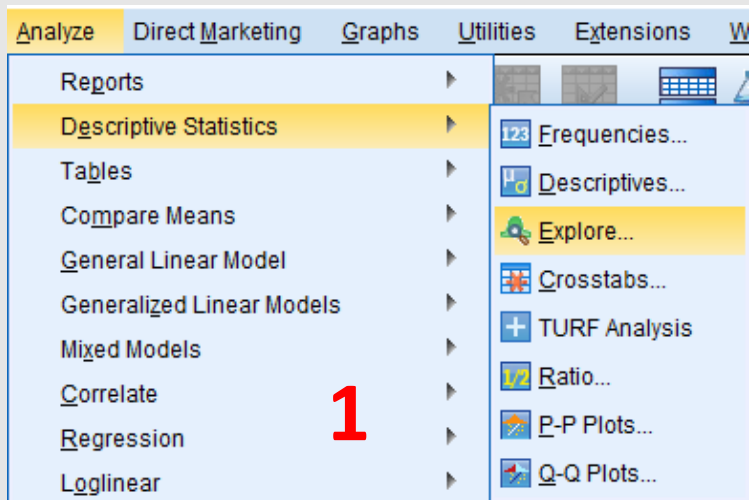 Analyze Direct Marketing Graphs Utilities Extensions W
Reports
Descriptive Statistics
Tables
Compare Means
General Linear Model
Generalized Linear Models
Mixed Models
Correlate
Regression
Loglinear
1
123 Frequencies...
μσ Descriptives...
Explore...
Crosstabs...
TURF Analysis
1/2 Ratio...
P-P Plots...
Q-Q Plots...